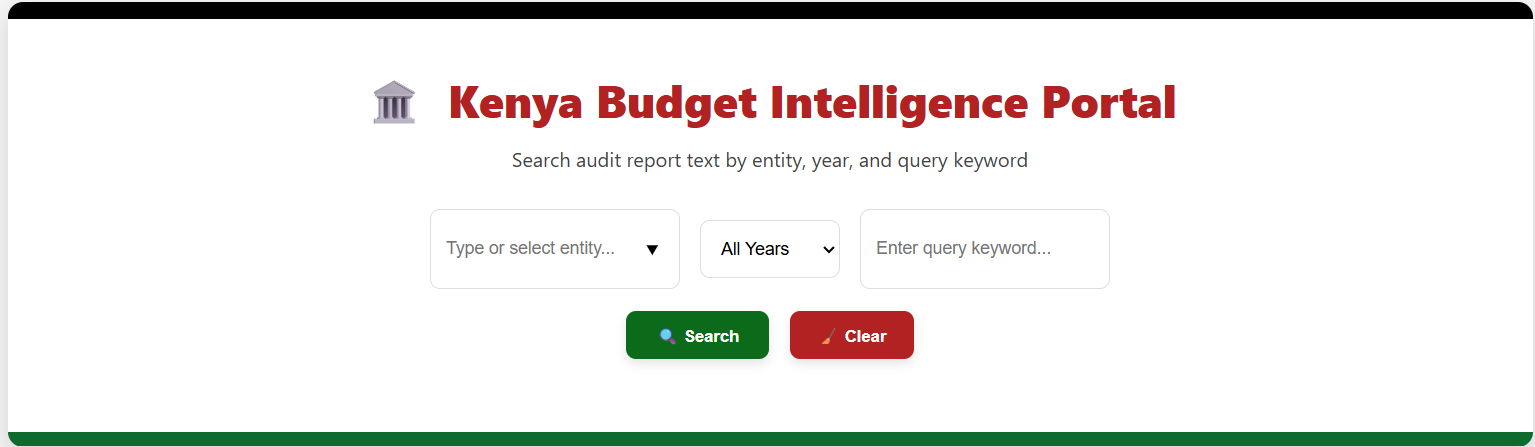 Kenya Budget Intelligence Portal
Search audit report text by entity, year, and query keyword
Type or select entity... All Years Enter query keyword...
Search Clear